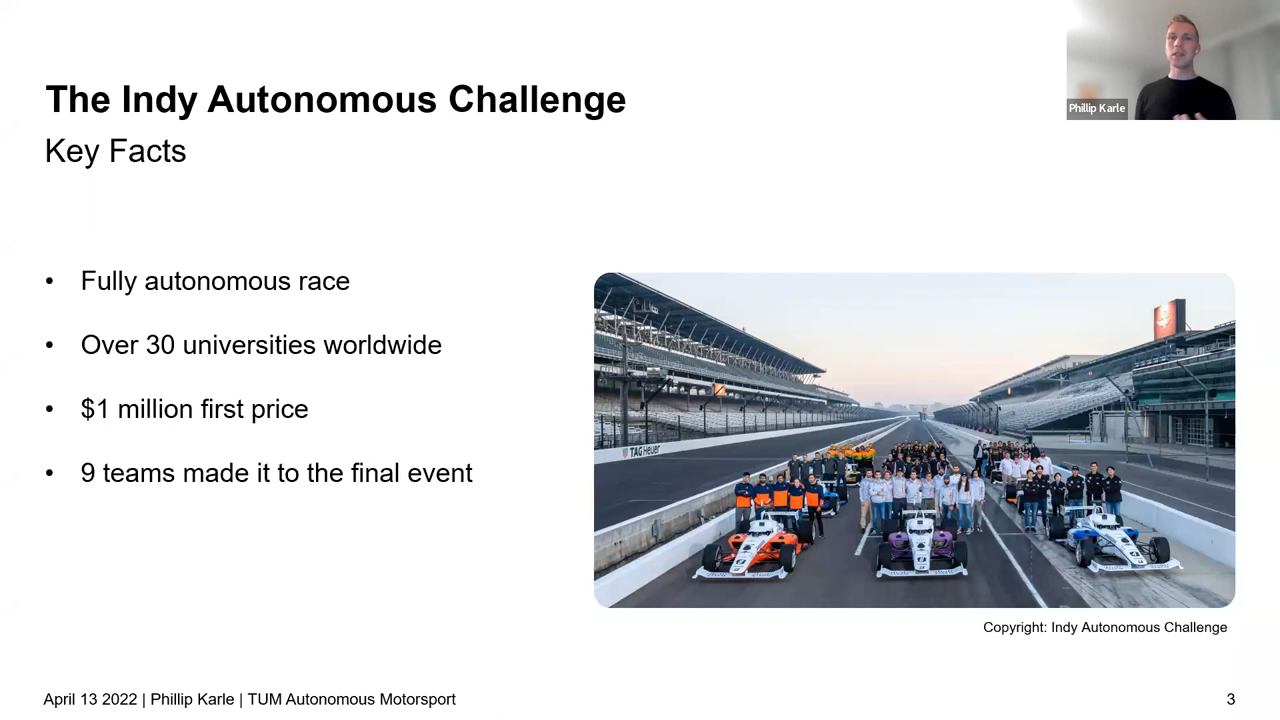 The Indy Autonomous Challenge
Key Facts
Phillip Karle
• Fully autonomous race
• Over 30 universities worldwide
• $1 million first price
• 9 teams made it to the final event
TAG Heuer
Copyright: Indy Autonomous Challenge
April 13 2022 | Phillip Karle | TUM Autonomous Motorsport
3